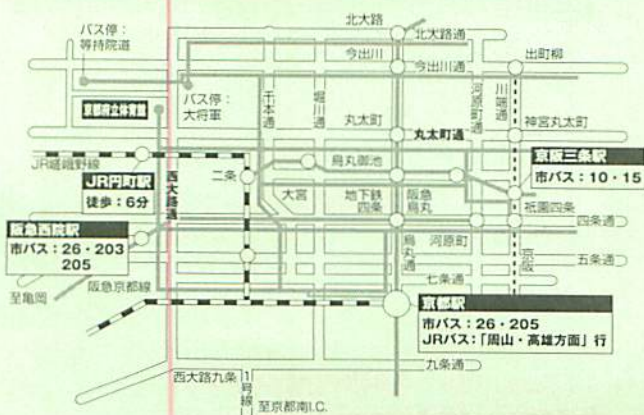 北大路
北大路通
バス停：
等持院道
今出川
今出川通
出町柳
千本通
堀川通
河原町通
川端通
京都府立体育館
バス停：
大将軍
丸太町
丸太町通
神宮丸太町
JR嵯峨野線
西大路通
二条
烏丸御池
京阪三条駅
市バス：10・15
JR円町駅
徒歩：6分
大宮
地下鉄
四条
阪急
烏丸
祇園四条
四条通
阪急西院駅
市バス：26・203
205
烏丸通
河原町
京阪
五条通
七条通
至亀岡
阪急京都線
京都駅
市バス：26・205
JRバス：「周山・高雄方面」行
九条通
西大路九条
1号線
至京都南I.C.